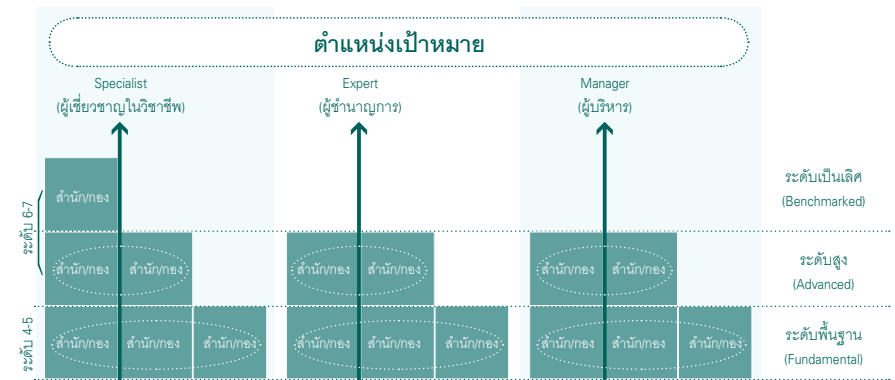 ตำแหน่งเป้าหมาย
Specialist
(ผู้เชี่ยวชาญในวิชาชีพ)
Expert
(ผู้ชำนาญการ)
Manager
(ผู้บริหาร)
ระดับ 6-7
สำนัก/กอง
ระดับเป็นเลิศ
(Benchmarked)
สำนัก/กอง สำนัก/กอง สำนัก/กอง สำนัก/กอง สำนัก/กอง สำนัก/กอง
ระดับสูง
(Advanced)
ระดับ 4-5
สำนัก/กอง สำนัก/กอง สำนัก/กอง สำนัก/กอง สำนัก/กอง สำนัก/กอง สำนัก/กอง สำนัก/กอง สำนัก/กอง
ระดับพื้นฐาน
(Fundamental)